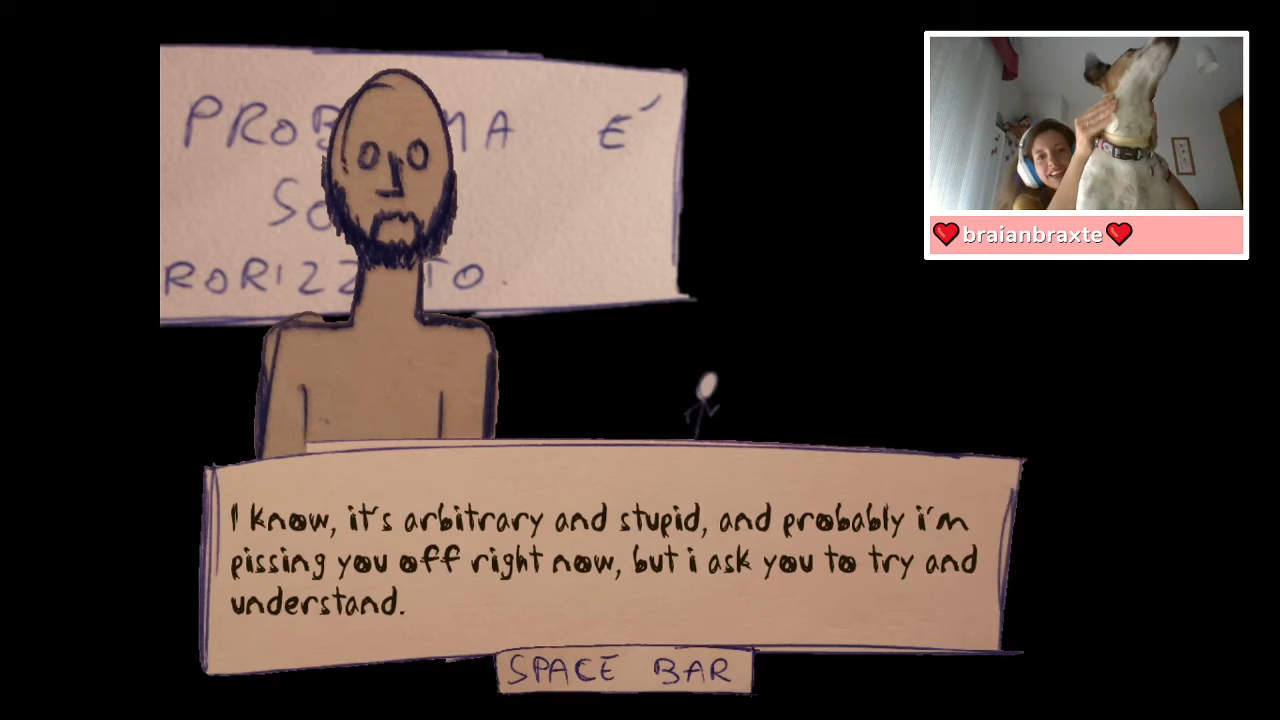 PROB MA É
SO
RORIZZ TO.
❤braianbraxte❤
I know, it's arbitrary and stupid, and probably i'm
pissing you off right now, but i ask you to try and
understand.
SPACE BAR